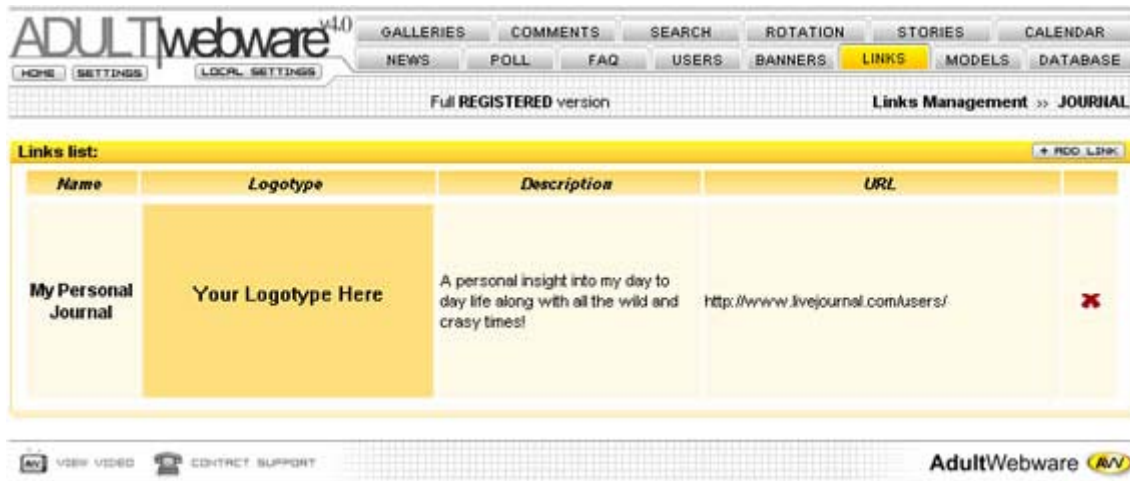 ADULTwebware v4.0
GALLERIES COMMENTS SEARCH ROTATION STORIES CALENDAR
NEWS POLL FAQ USERS BANNERS LINKS MODELS DATABASE
HOME SETTINGS LOCAL SETTINGS
Full REGISTERED version
Links Management » JOURNAL
Links list:
+ ADD LINK
Name Logotype Description URL
My Personal
Journal
Your Logotype Here
A personal insight into my day to
day life along with all the wild and
crasy times!
http://www.livejournal.com/users/
AW VIEW VIDEO CONTACT SUPPORT
AdultWebware AW